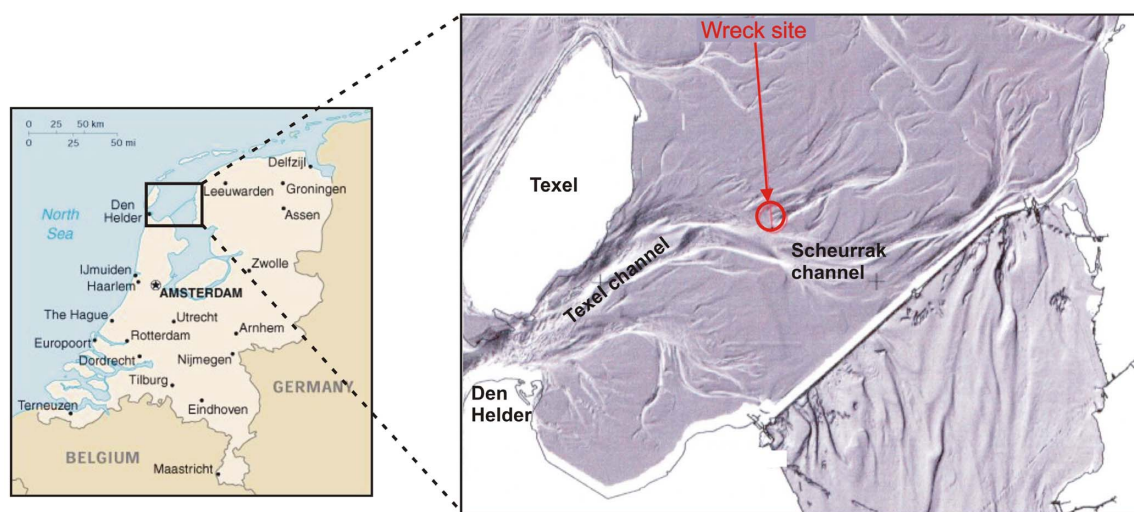 0 25 50 km
0 25 50 mi
North
Sea
Den
Helder
Leeuwarden
Delfzijl
Groningen
Assen
IJmuiden
Haarlem
AMSTERDAM
Zwolle
The Hague
Utrecht
Europoort
Rotterdam
Arnhem
Dordrecht
Nijmegen
Tilburg
GERMANY
Terneuzen
Eindhoven
BELGIUM
Maastricht
Wreck site
Texel
Texel channel
Scheurrak
channel
Den
Helder